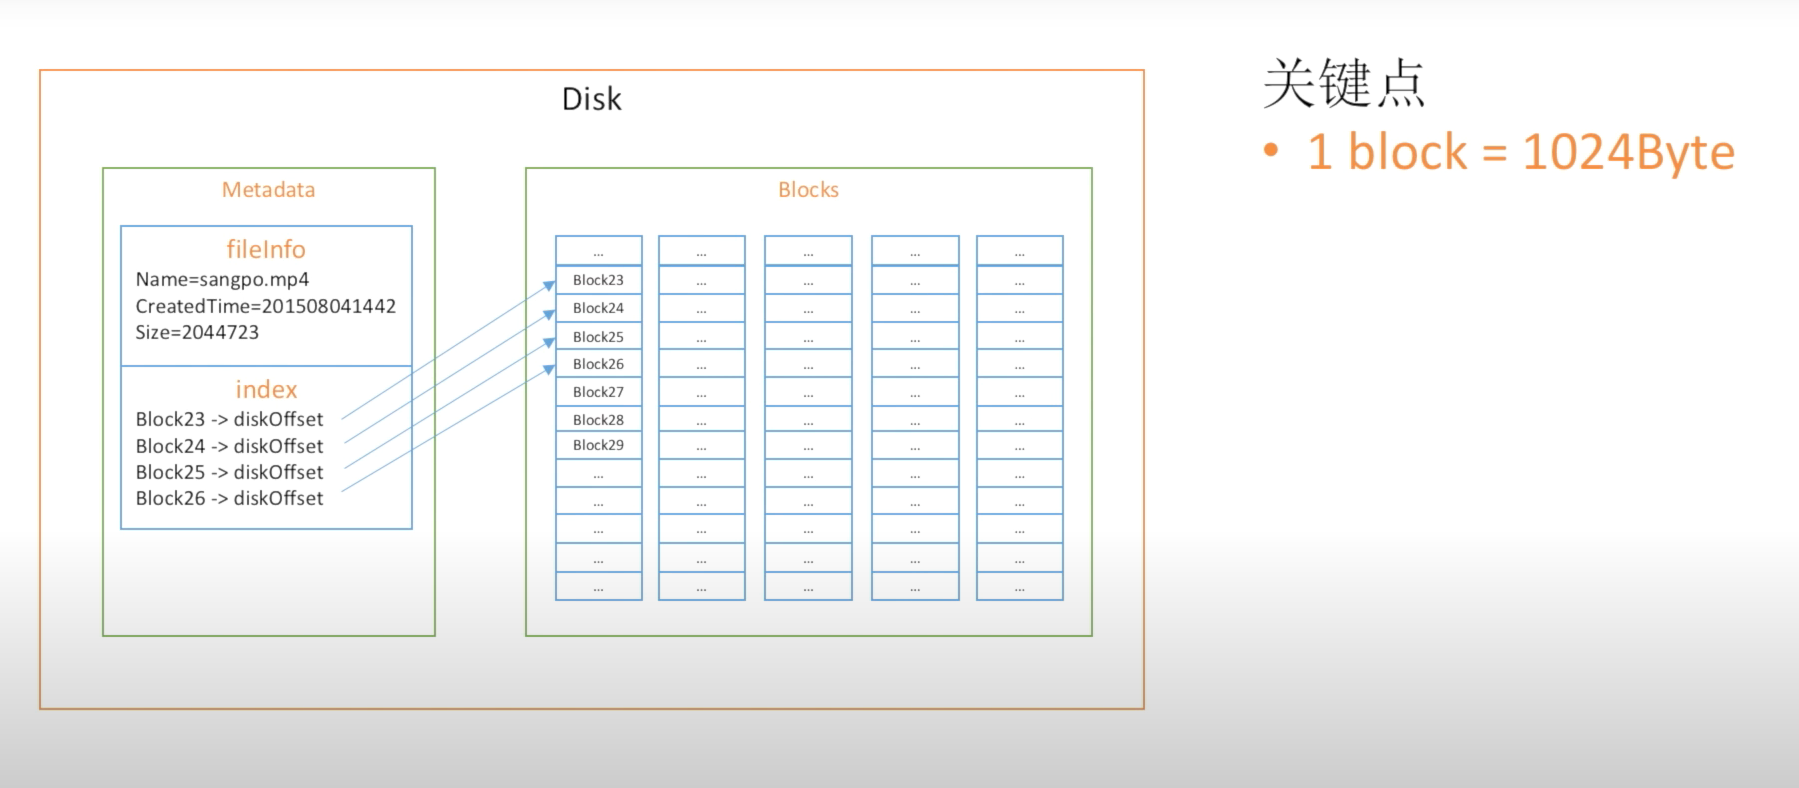 Disk
Metadata
fileInfo
Name=sangpo.mp4
CreatedTime=201508041442
Size=2044723
index
Block23 -> diskOffset
Block24 -> diskOffset
Block25 -> diskOffset
Block26 -> diskOffset
Blocks
... ... ... ... ...
Block23 ... ... ... ...
Block24 ... ... ... ...
Block25 ... ... ... ...
Block26 ... ... ... ...
Block27 ... ... ... ...
Block28 ... ... ... ...
Block29 ... ... ... ...
... ... ... ... ...
... ... ... ... ...
... ... ... ... ...
... ... ... ... ...
... ... ... ... ...
关键点
• 1 block = 1024Byte